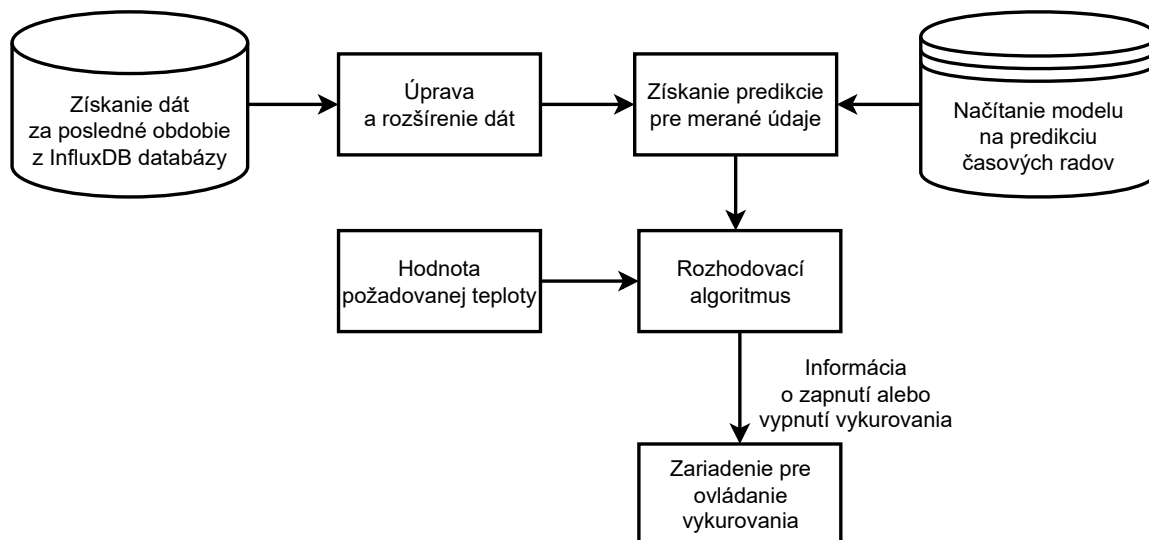 Získanie dát
za posledné obdobie
z InfluxDB databázy
Úprava
a rozšírenie dát
Získanie predikcie
pre merané údaje
Načítanie modelu
na predikciu
časových radov
Hodnota
požadovanej teploty
Rozhodovací
algoritmus
Informácia
o zapnutí alebo
vypnutí vykurovania
Zariadenie pre
ovládanie
vykurovania